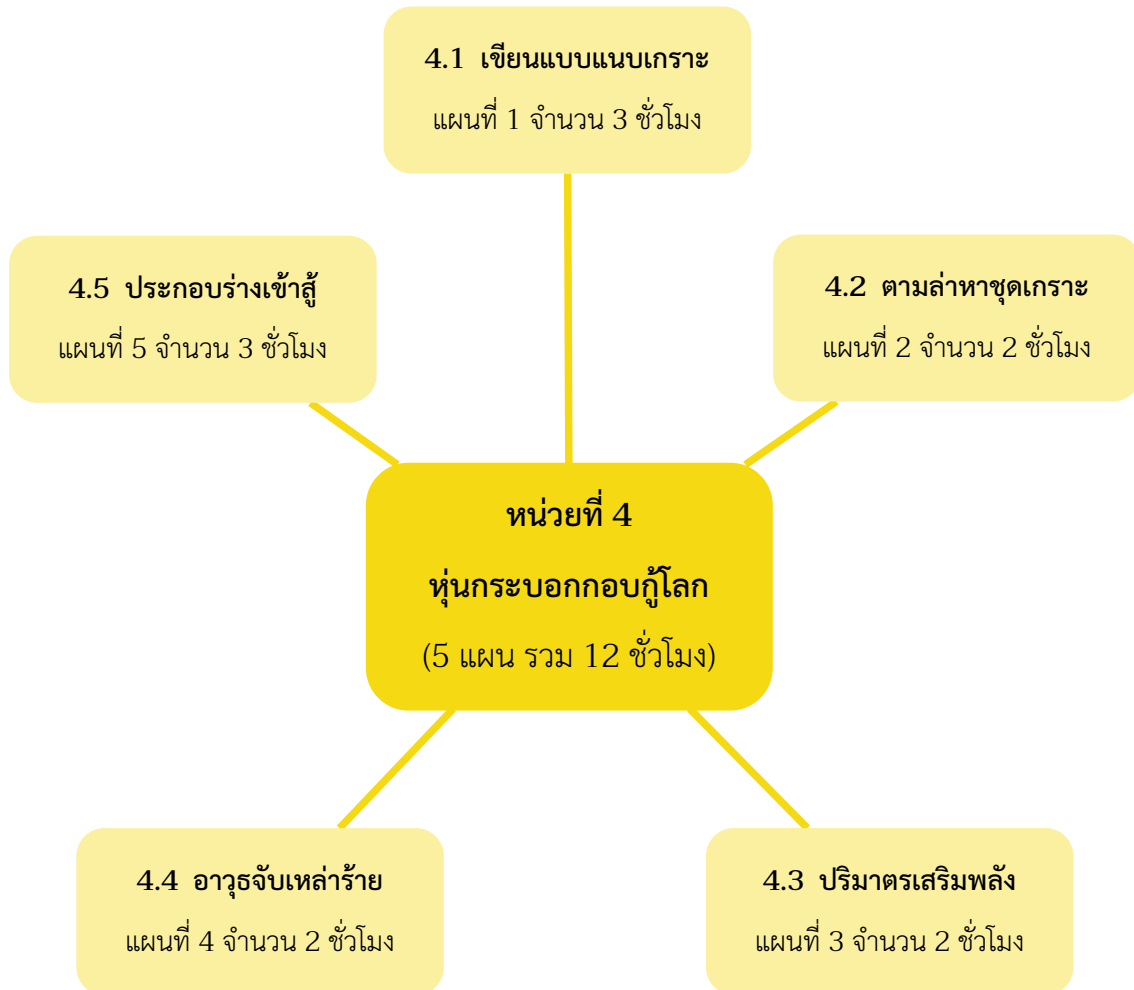 4.1 เขียนแบบแนบเกราะ
แผนที่ 1 จำนวน 3 ชั่วโมง
4.5 ประกอบร่างเข้าสู้
แผนที่ 5 จำนวน 3 ชั่วโมง
4.2 ตามล่าหาชุดเกราะ
แผนที่ 2 จำนวน 2 ชั่วโมง
หน่วยที่ 4
หุ่นกระบอกกอบกู้โลก
(5 แผน รวม 12 ชั่วโมง)
4.4 อาวุธจับเหล่าร้าย
แผนที่ 4 จำนวน 2 ชั่วโมง
4.3 ปริมาตรเสริมพลัง
แผนที่ 3 จำนวน 2 ชั่วโมง